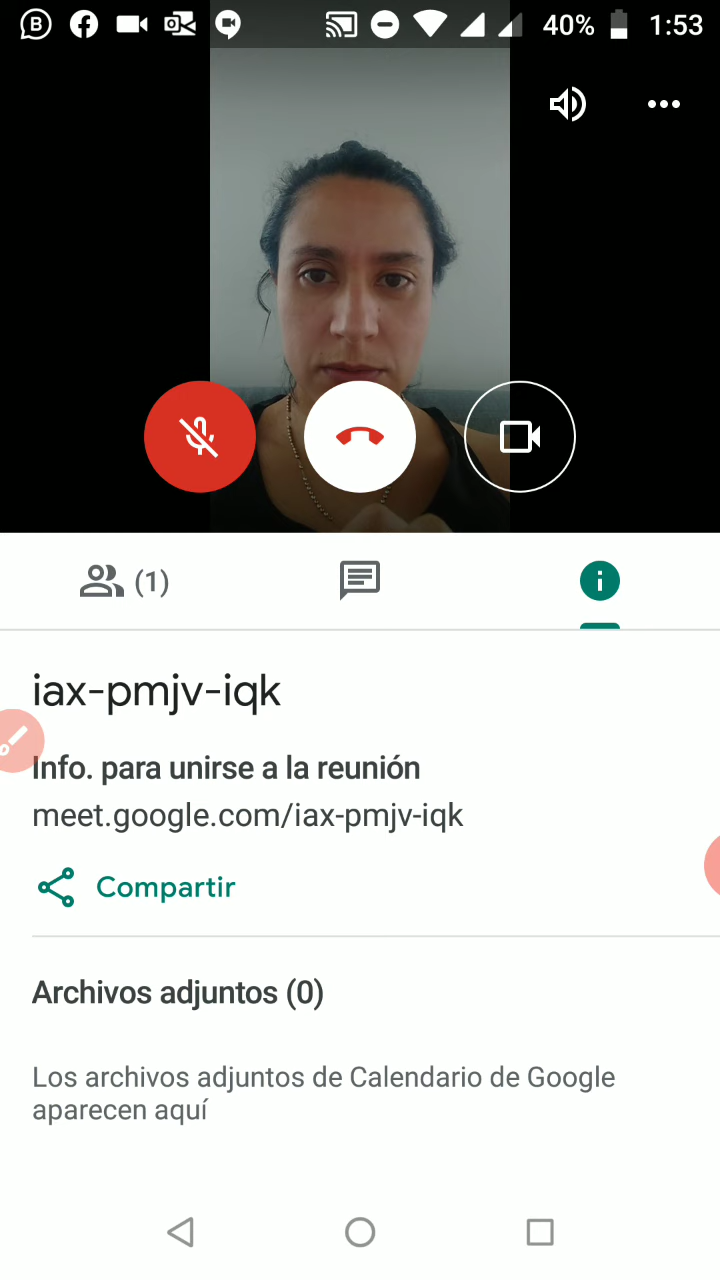 40% 1:53
(1)
iax-pmjv-iqk
Info. para unirse a la reunión
meet.google.com/iax-pmjv-iqk
Compartir
Archivos adjuntos (0)
Los archivos adjuntos de Calendario de Google
aparecen aquí